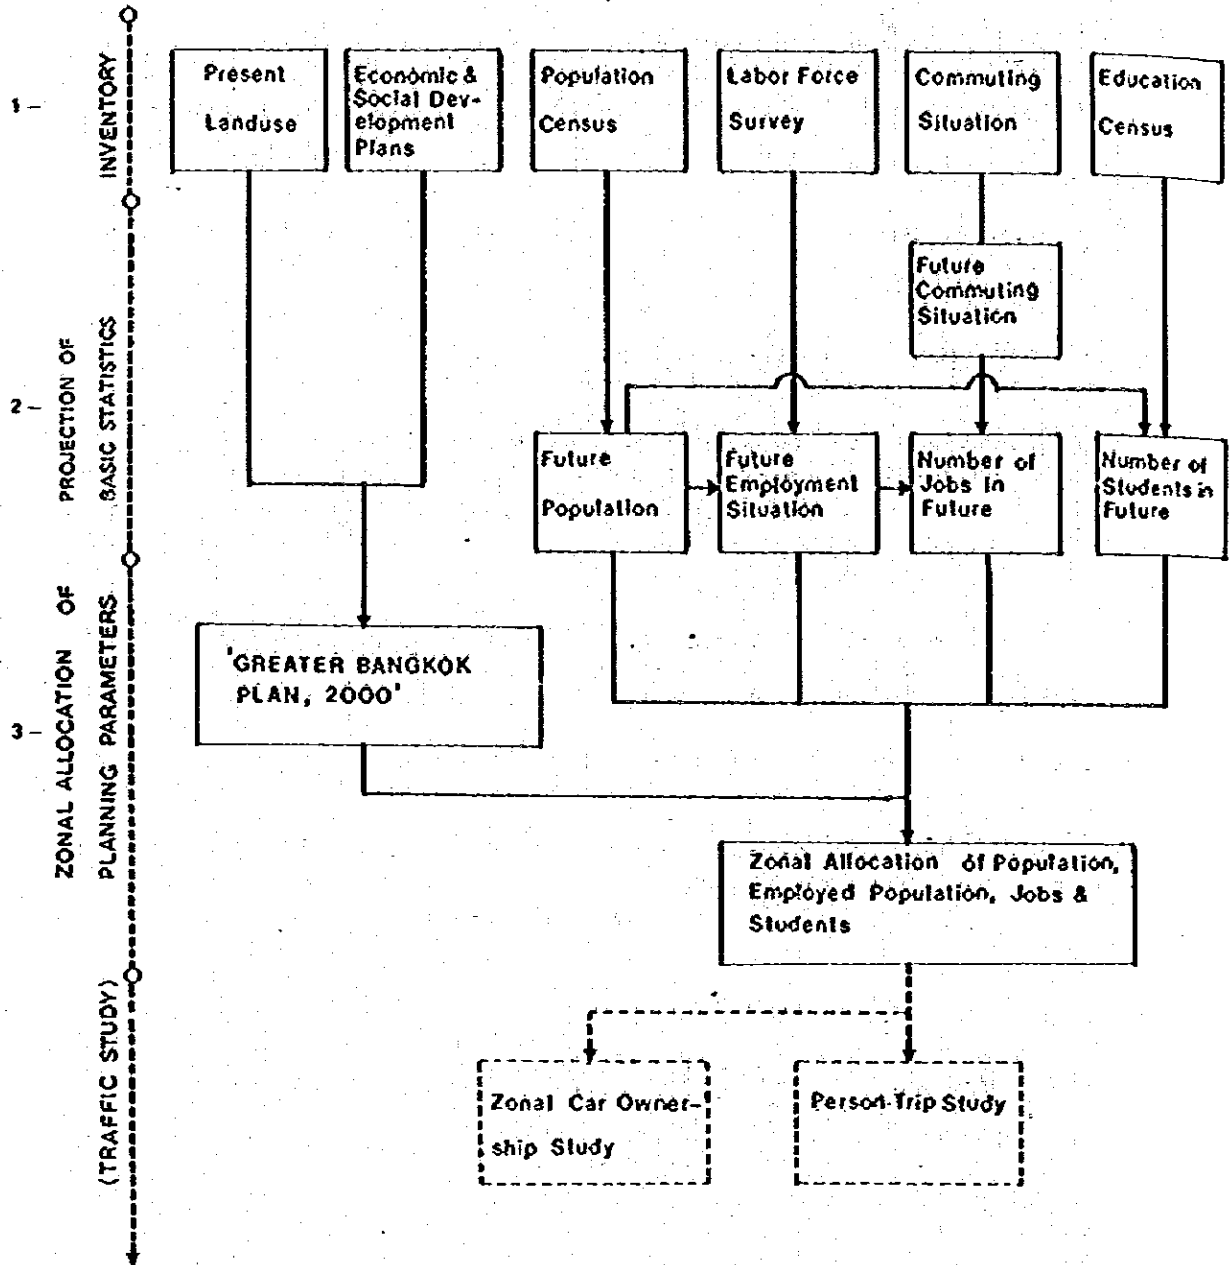 1 -
INVENTORY
Present
Landuse
Economic &
Social Dev-
elopment
Plans
Population
Census
Labor Force
Survey
Commuting
Situation
Education
Census
Future
Commuting
Situation
2 -
PROJECTION OF
BASIC STATISTICS
Future
Population
Future
Employment
Situation
Number of
Jobs in
Future
Number of
Students in
Future
3 -
ZONAL ALLOCATION OF
PLANNING PARAMETERS.
'GREATER BANGKOK
PLAN, 2000'
Zonal Allocation of Population,
Employed Population, Jobs &
Students
(TRAFFIC STUDY)
Zonal Car Owner-
ship Study
Person-Trip Study